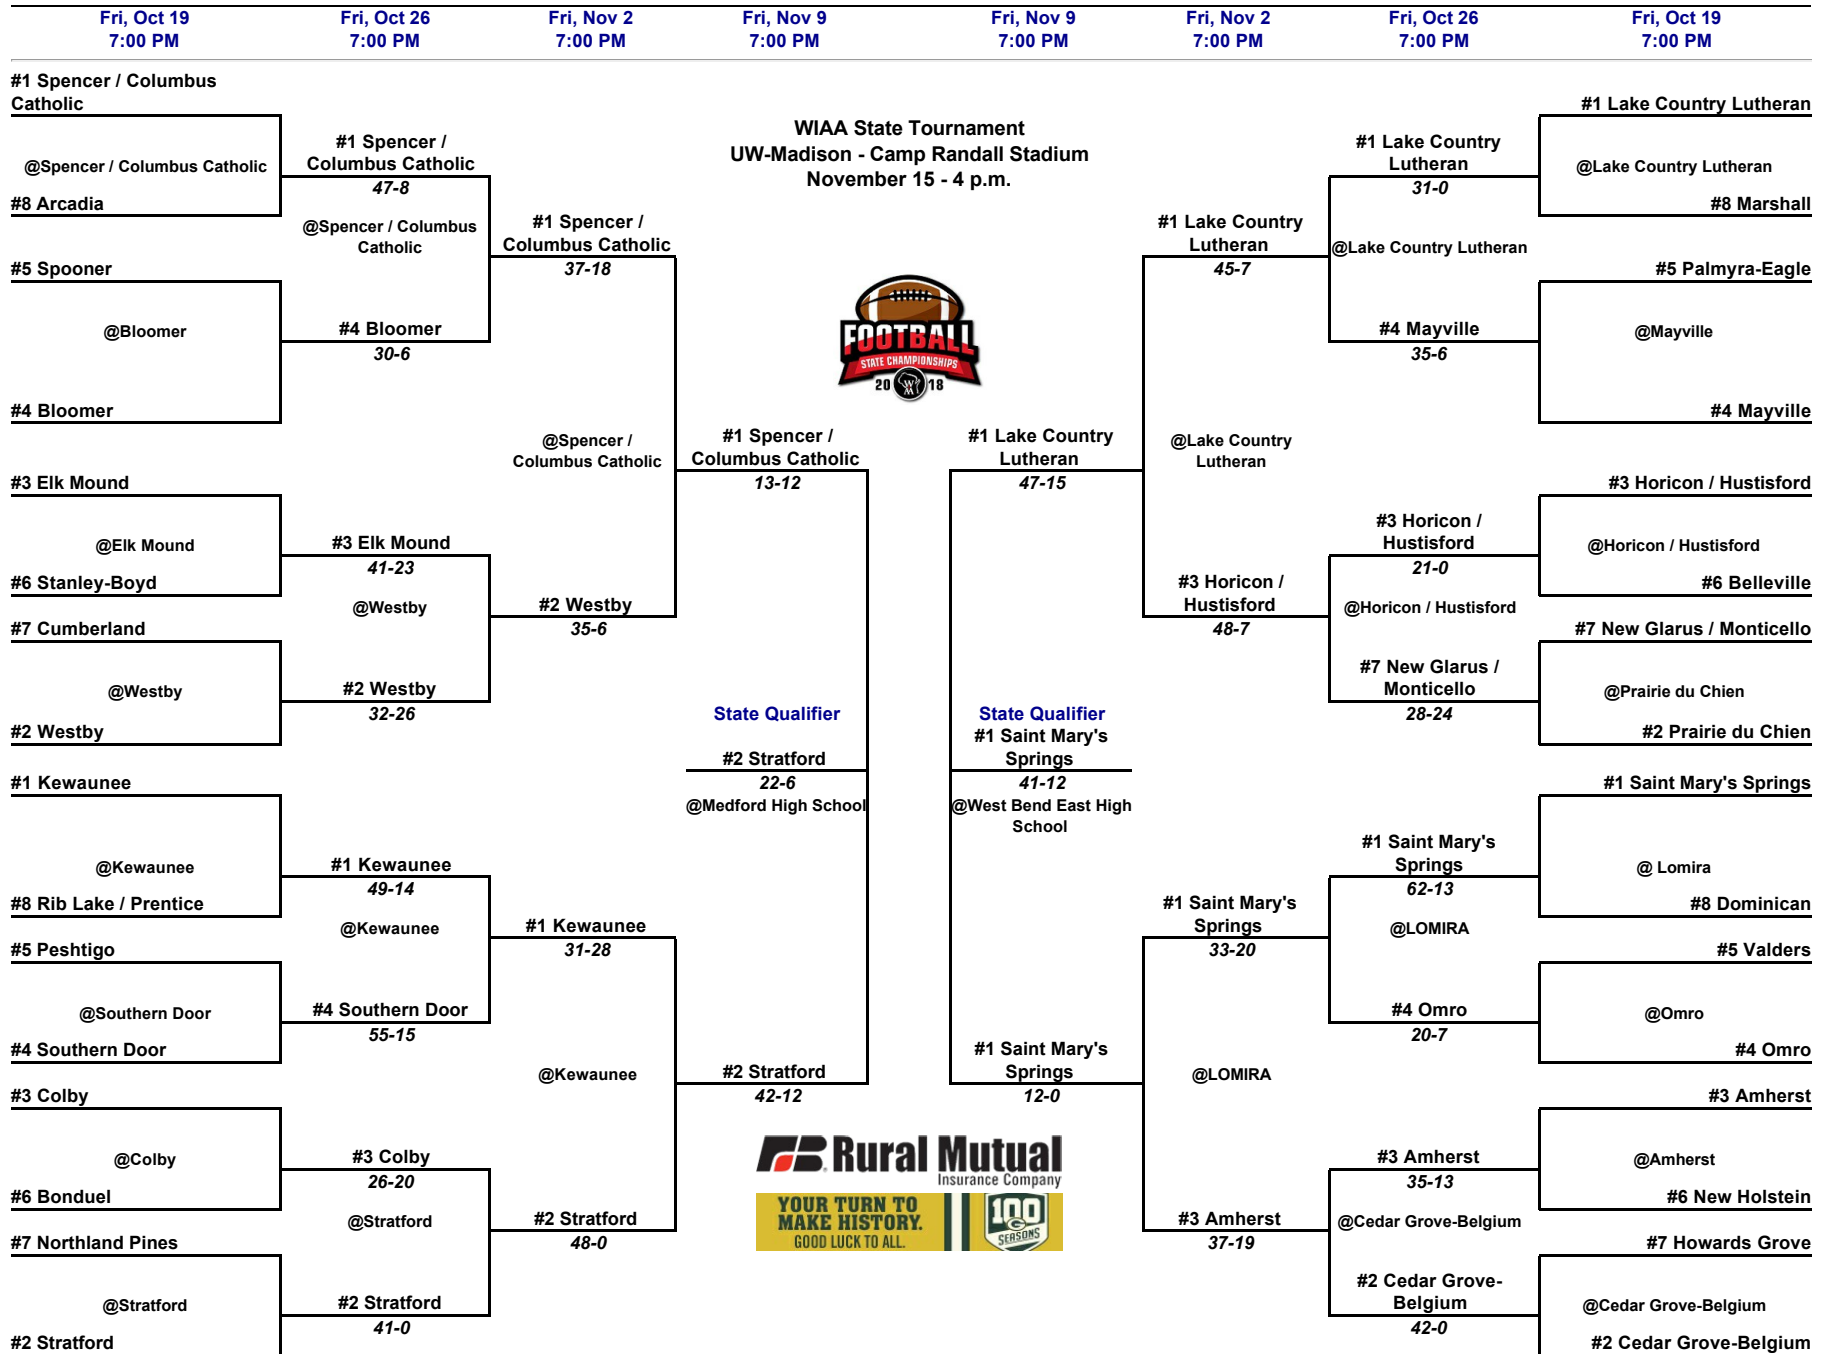 Fri, Oct 19
7:00 PM
Fri, Oct 26
7:00 PM
Fri, Nov 2
7:00 PM
Fri, Nov 9
7:00 PM
Fri, Nov 9
7:00 PM
Fri, Nov 2
7:00 PM
Fri, Oct 26
7:00 PM
Fri, Oct 19
7:00 PM
#1 Spencer / Columbus
Catholic
@Spencer / Columbus Catholic
#8 Arcadia
#5 Spooner
@Bloomer
#4 Bloomer
#3 Elk Mound
@Elk Mound
#6 Stanley-Boyd
#7 Cumberland
@Westby
#2 Westby
#1 Kewaunee
@Kewaunee
#8 Rib Lake / Prentice
#5 Peshtigo
@Southern Door
#4 Southern Door
#3 Colby
@Colby
#6 Bonduel
#7 Northland Pines
@Stratford
#2 Stratford
#1 Spencer /
Columbus Catholic
47-8
@Spencer / Columbus
Catholic
#4 Bloomer
30-6
#3 Elk Mound
41-23
@Westby
#2 Westby
32-26
#1 Kewaunee
49-14
@Kewaunee
#4 Southern Door
55-15
#3 Colby
26-20
@Stratford
#2 Stratford
41-0
#1 Spencer /
Columbus Catholic
37-18
@Spencer /
Columbus Catholic
#2 Westby
35-6
#1 Kewaunee
31-28
@Kewaunee
#2 Stratford
48-0
WIAA State Tournament
UW-Madison - Camp Randall Stadium
November 15 - 4 p.m.
FOOTBALL
STATE CHAMPIONSHIPS
20 18
#1 Spencer /
Columbus Catholic
13-12
State Qualifier
#2 Stratford
22-6
@Medford High School
#2 Stratford
42-12
#1 Lake Country
Lutheran
47-15
State Qualifier
#1 Saint Mary's
Springs
41-12
@West Bend East High
School
#1 Saint Mary's
Springs
12-0
Rural Mutual
Insurance Company
YOUR TURN TO
MAKE HISTORY.
GOOD LUCK TO ALL.
100
G
SEASONS
#1 Lake Country
Lutheran
45-7
@Lake Country
Lutheran
#3 Horicon /
Hustisford
48-7
#1 Saint Mary's
Springs
33-20
@LOMIRA
#3 Amherst
37-19
#1 Lake Country
Lutheran
31-0
@Lake Country Lutheran
#4 Mayville
35-6
#3 Horicon /
Hustisford
21-0
@Horicon / Hustisford
#7 New Glarus /
Monticello
28-24
#1 Saint Mary's
Springs
62-13
@LOMIRA
#4 Omro
20-7
#3 Amherst
35-13
@Cedar Grove-Belgium
#2 Cedar Grove-
Belgium
42-0
#1 Lake Country Lutheran
@Lake Country Lutheran
#8 Marshall
#5 Palmyra-Eagle
@Mayville
#4 Mayville
#3 Horicon / Hustisford
@Horicon / Hustisford
#6 Belleville
#7 New Glarus / Monticello
@Prairie du Chien
#2 Prairie du Chien
#1 Saint Mary's Springs
@ Lomira
#8 Dominican
#5 Valders
@Omro
#4 Omro
#3 Amherst
@Amherst
#6 New Holstein
#7 Howards Grove
@Cedar Grove-Belgium
#2 Cedar Grove-Belgium